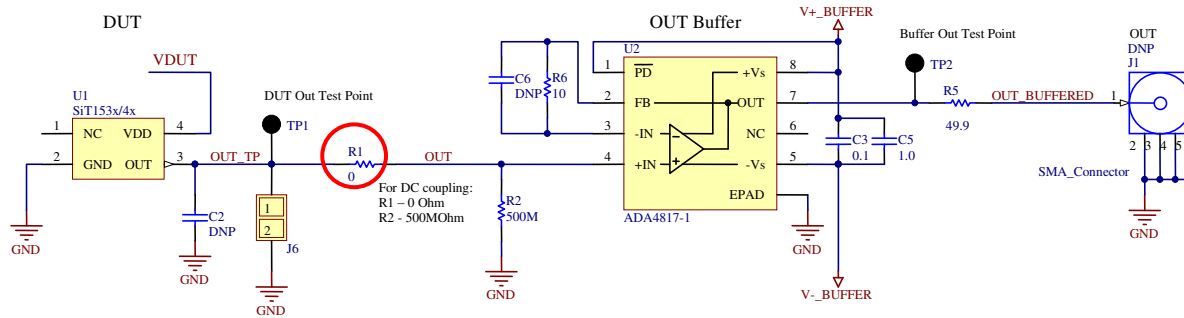 DUT
OUT Buffer
V+_BUFFER
VDUT
U1
SiT153x/4x
1
NC
VDD
4
2
GND
OUT
3
GND
DUT Out Test Point
TP1
OUT_TP
C2
DNP
GND
1
2
J6
GND
R1
0
OUT
For DC coupling:
R1 – 0 Ohm
R2 - 500MOhm
R2
500M
GND
C6
DNP
R6
10
U2
1
PD
+Vs
8
2
FB
OUT
7
3
-IN
NC
6
4
+IN
-Vs
5
EPAD
ADA4817-1
GND
C3
0.1
C5
1.0
V-_BUFFER
Buffer Out Test Point
TP2
R5
49.9
OUT_BUFFERED
OUT
DNP
J1
1
2
3
4
5
SMA_Connector
GND